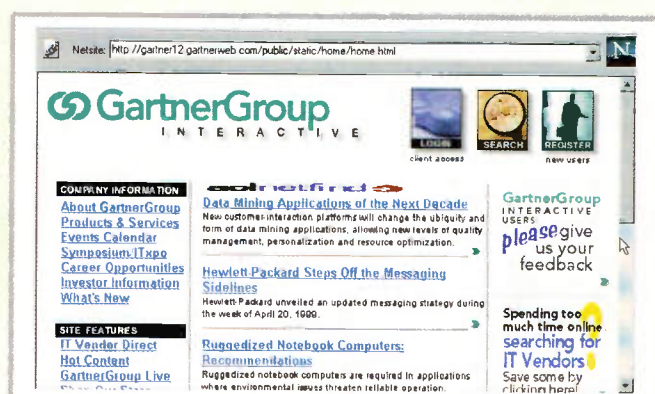 Netsite: http://gartner12.gartnerweb.com/public/static/home/home.html
N
GartnerGroup
INTERACTIVE
LOGIN
SEARCH
REGISTER
client access
new users
COMPANY INFORMATION
About GartnerGroup
Products & Services
Events Calendar
Symposium/ITxpo
Career Opportunities
Investor Information
What's New
SITE FEATURES
IT Vendor Direct
Hot Content
GartnerGroup Live
Data Mining Applications of the Next Decade
New customer-interaction platforms will change the ubiquity and
form of data mining applications, allowing new levels of quality
management, personalization and resource optimization.
Hewlett-Packard Steps Off the Messaging
Sidelines
Hewlett-Packard unveiled an updated messaging strategy during
the week of April 20, 1999.
Ruggedized Notebook Computers:
Recommendations
Ruggedized notebook computers are required in applications
where environmental issues threaten reliable operation.
GartnerGroup
INTERACTIVE
USERS
please give
us your
feedback
Spending too
much time online
searching for
IT Vendors?
Save some by
clicking here!